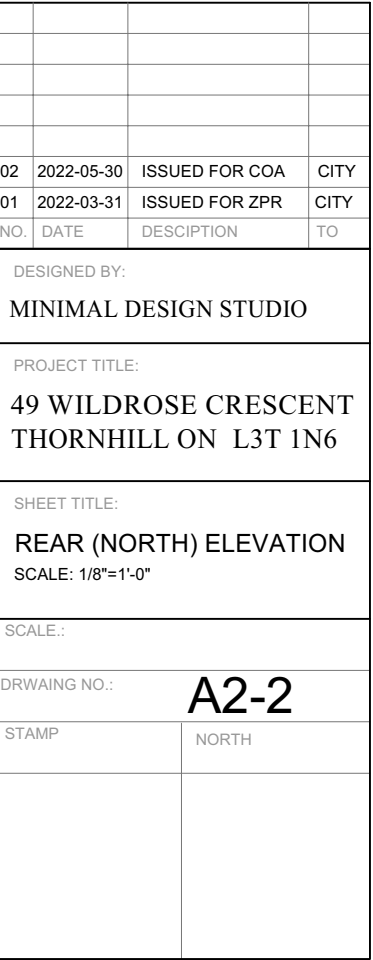 02 2022-05-30 ISSUED FOR COA CITY
01 2022-03-31 ISSUED FOR ZPR CITY
NO. DATE DESCIPTION TO
DESIGNED BY:
MINIMAL DESIGN STUDIO
PROJECT TITLE:
49 WILDROSE CRESCENT
THORNHILL ON L3T 1N6
SHEET TITLE:
REAR (NORTH) ELEVATION
SCALE: 1/8"=1'-0"
SCALE.:
DRWAING NO.: A2-2
STAMP NORTH